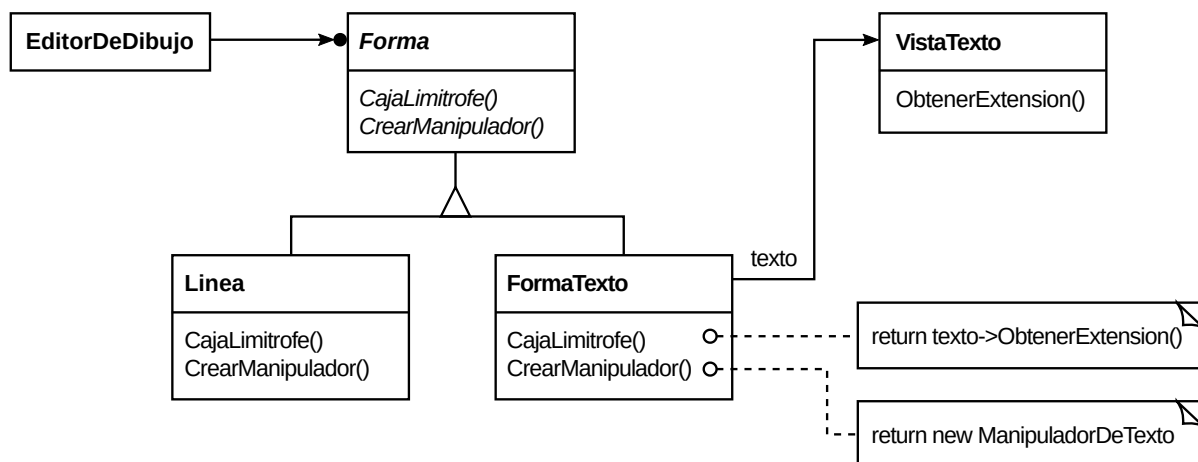 EditorDeDibujo
Forma
CajaLimitrofe()
CrearManipulador()
VistaTexto
ObtenerExtension()
Linea
CajaLimitrofe()
CrearManipulador()
FormaTexto
CajaLimitrofe()
CrearManipulador()
texto
return texto->ObtenerExtension()
return new ManipuladorDeTexto